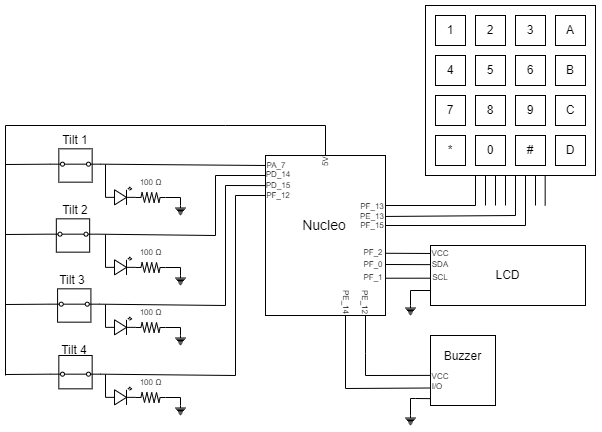 1 2 3 A
4 5 6 B
7 8 9 C
* 0 # D
Tilt 1
100 Ω
Tilt 2
100 Ω
Tilt 3
100 Ω
Tilt 4
100 Ω
5V
PA_7
PD_14
PD_15
PF_12
Nucleo
PF_13
PE_13
PF_15
PF_2
PF_0
PF_1
PE_14
PE_12
VCC
SDA
SCL
LCD
Buzzer
VCC
I/O